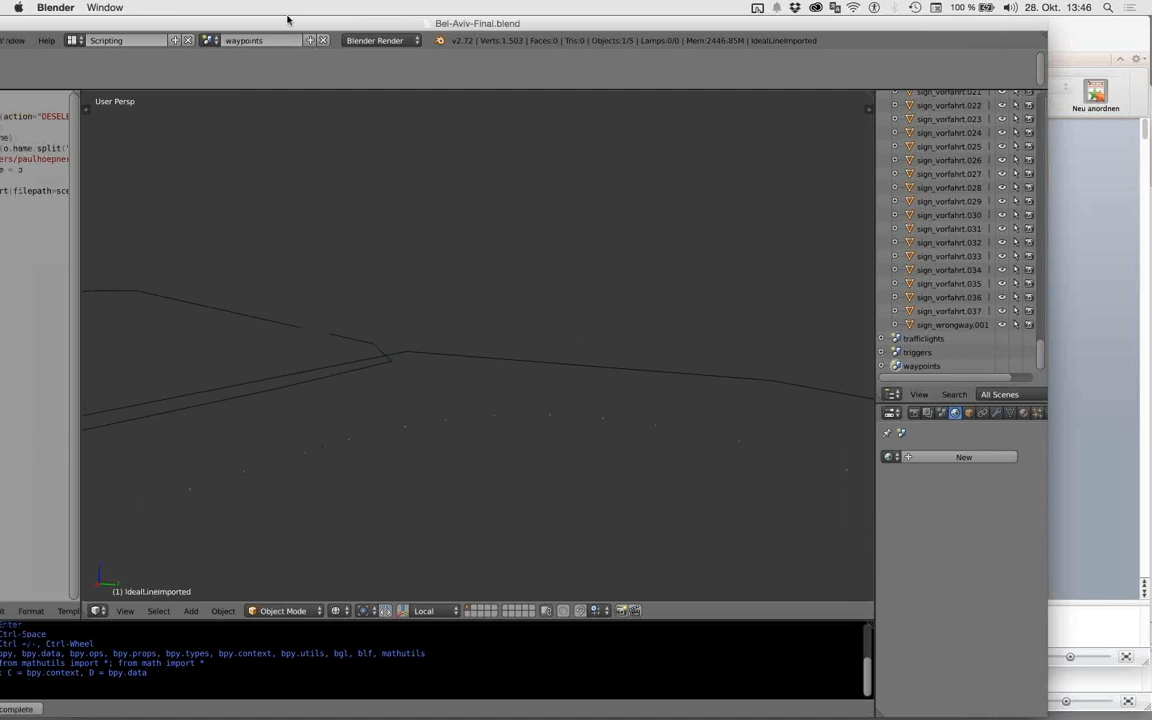 Blender Window 100 % 28. Okt. 13:46
Bel-Aviv-Final.blend
indow Help Scripting waypoints Blender Render v2.72 | Verts:1.503 | Faces:0 | Tris:0 | Objects:1/5 | Lamps:0/0 | Mem:2446.85M | IdealLineImported
Neu anordnen
User Persp
(action="DESELE
ne)
(o.name.split('
ers/paulhoepner
rt(filepath=sce
sign_vorfahrt.021
sign_vorfahrt.022
sign_vorfahrt.023
sign_vorfahrt.024
sign_vorfahrt.025
sign_vorfahrt.026
sign_vorfahrt.027
sign_vorfahrt.028
sign_vorfahrt.029
sign_vorfahrt.030
sign_vorfahrt.031
sign_vorfahrt.032
sign_vorfahrt.033
sign_vorfahrt.034
sign_vorfahrt.035
sign_vorfahrt.036
sign_vorfahrt.037
sign_wrongway.001
trafficlights
triggers
waypoints
View Search All Scenes
New
(1) IdealLineImported
it Format Templ View Select Add Object Object Mode Local
Enter
Ctrl-Space
Ctrl +/-, Ctrl-Wheel
bpy, bpy.data, bpy.ops, bpy.props, bpy.types, bpy.context, bpy.utils, bgl, blf, mathutils
from mathutils import *; from math import *
: C = bpy.context, D = bpy.data
complete